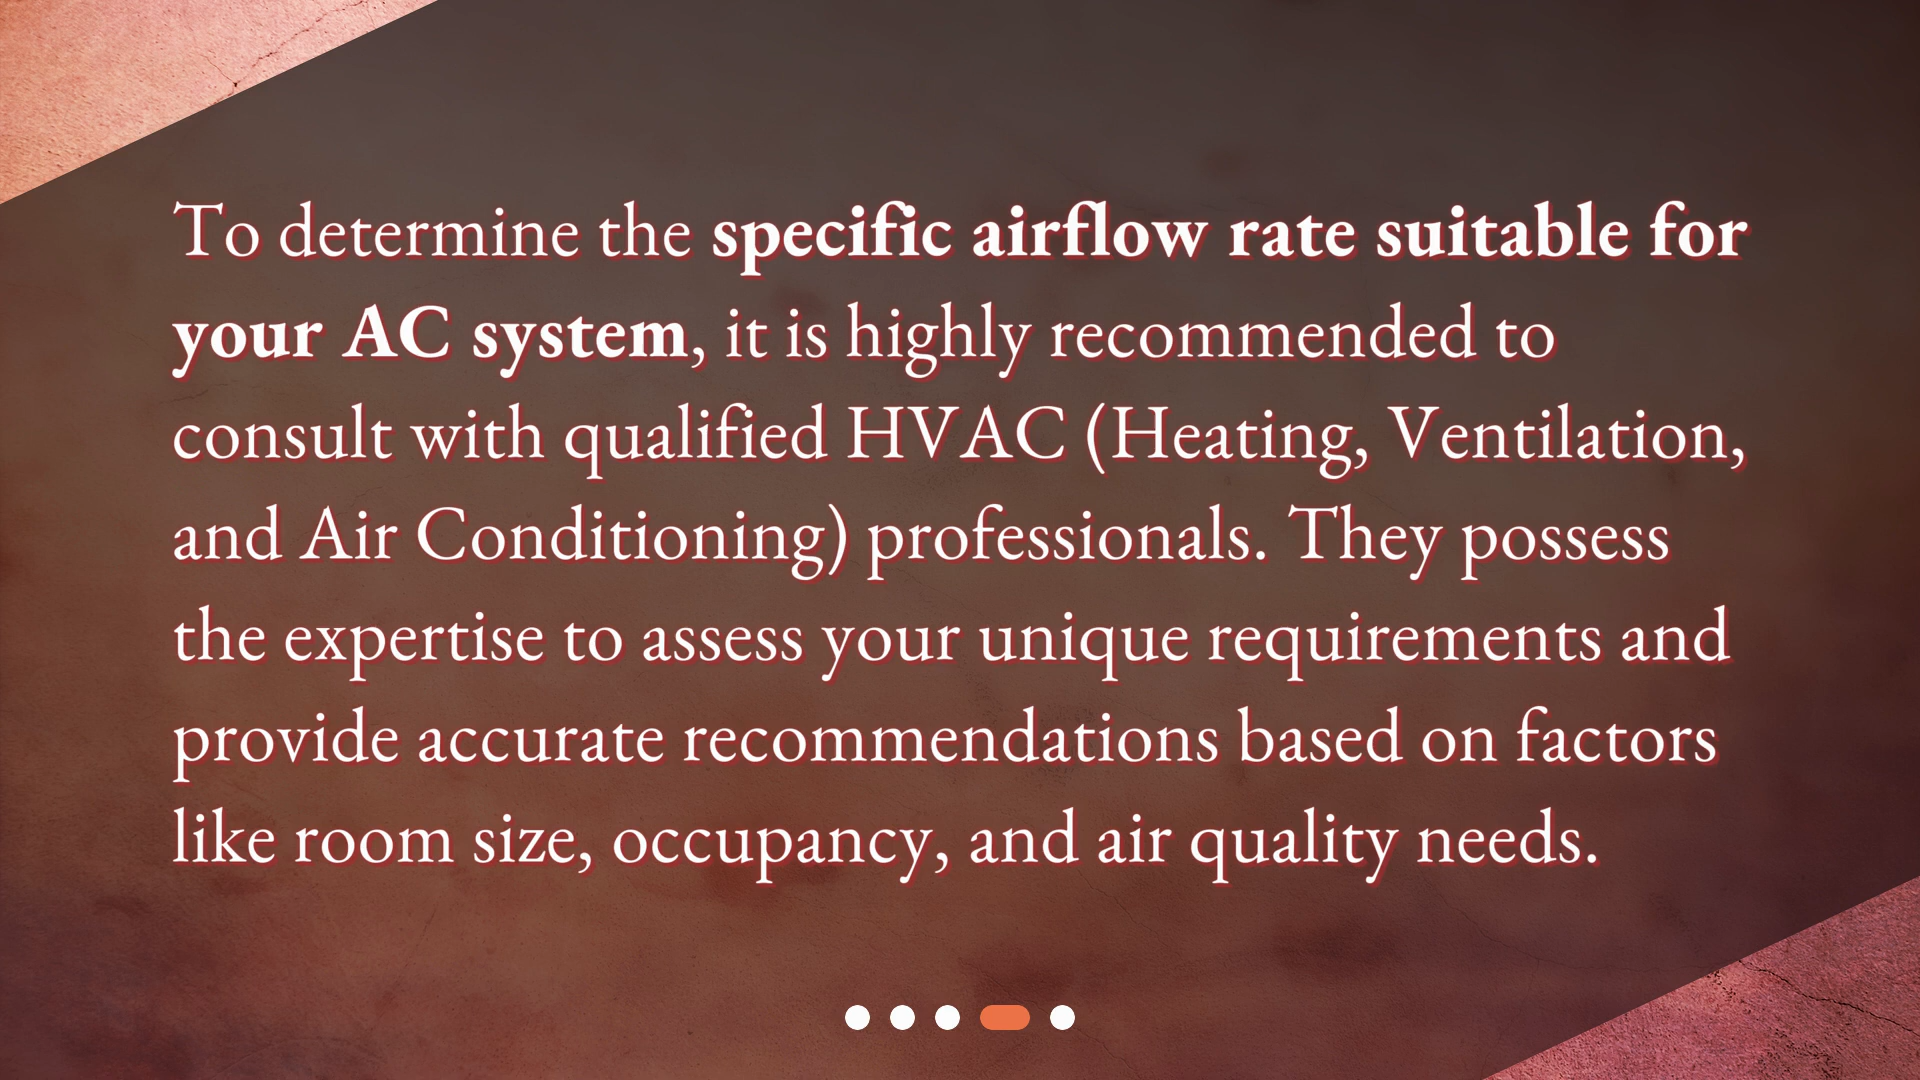 To determine the specific airflow rate suitable for
your AC system, it is highly recommended to
consult with qualified HVAC (Heating, Ventilation,
and Air Conditioning) professionals. They possess
the expertise to assess your unique requirements and
provide accurate recommendations based on factors
like room size, occupancy, and air quality needs.